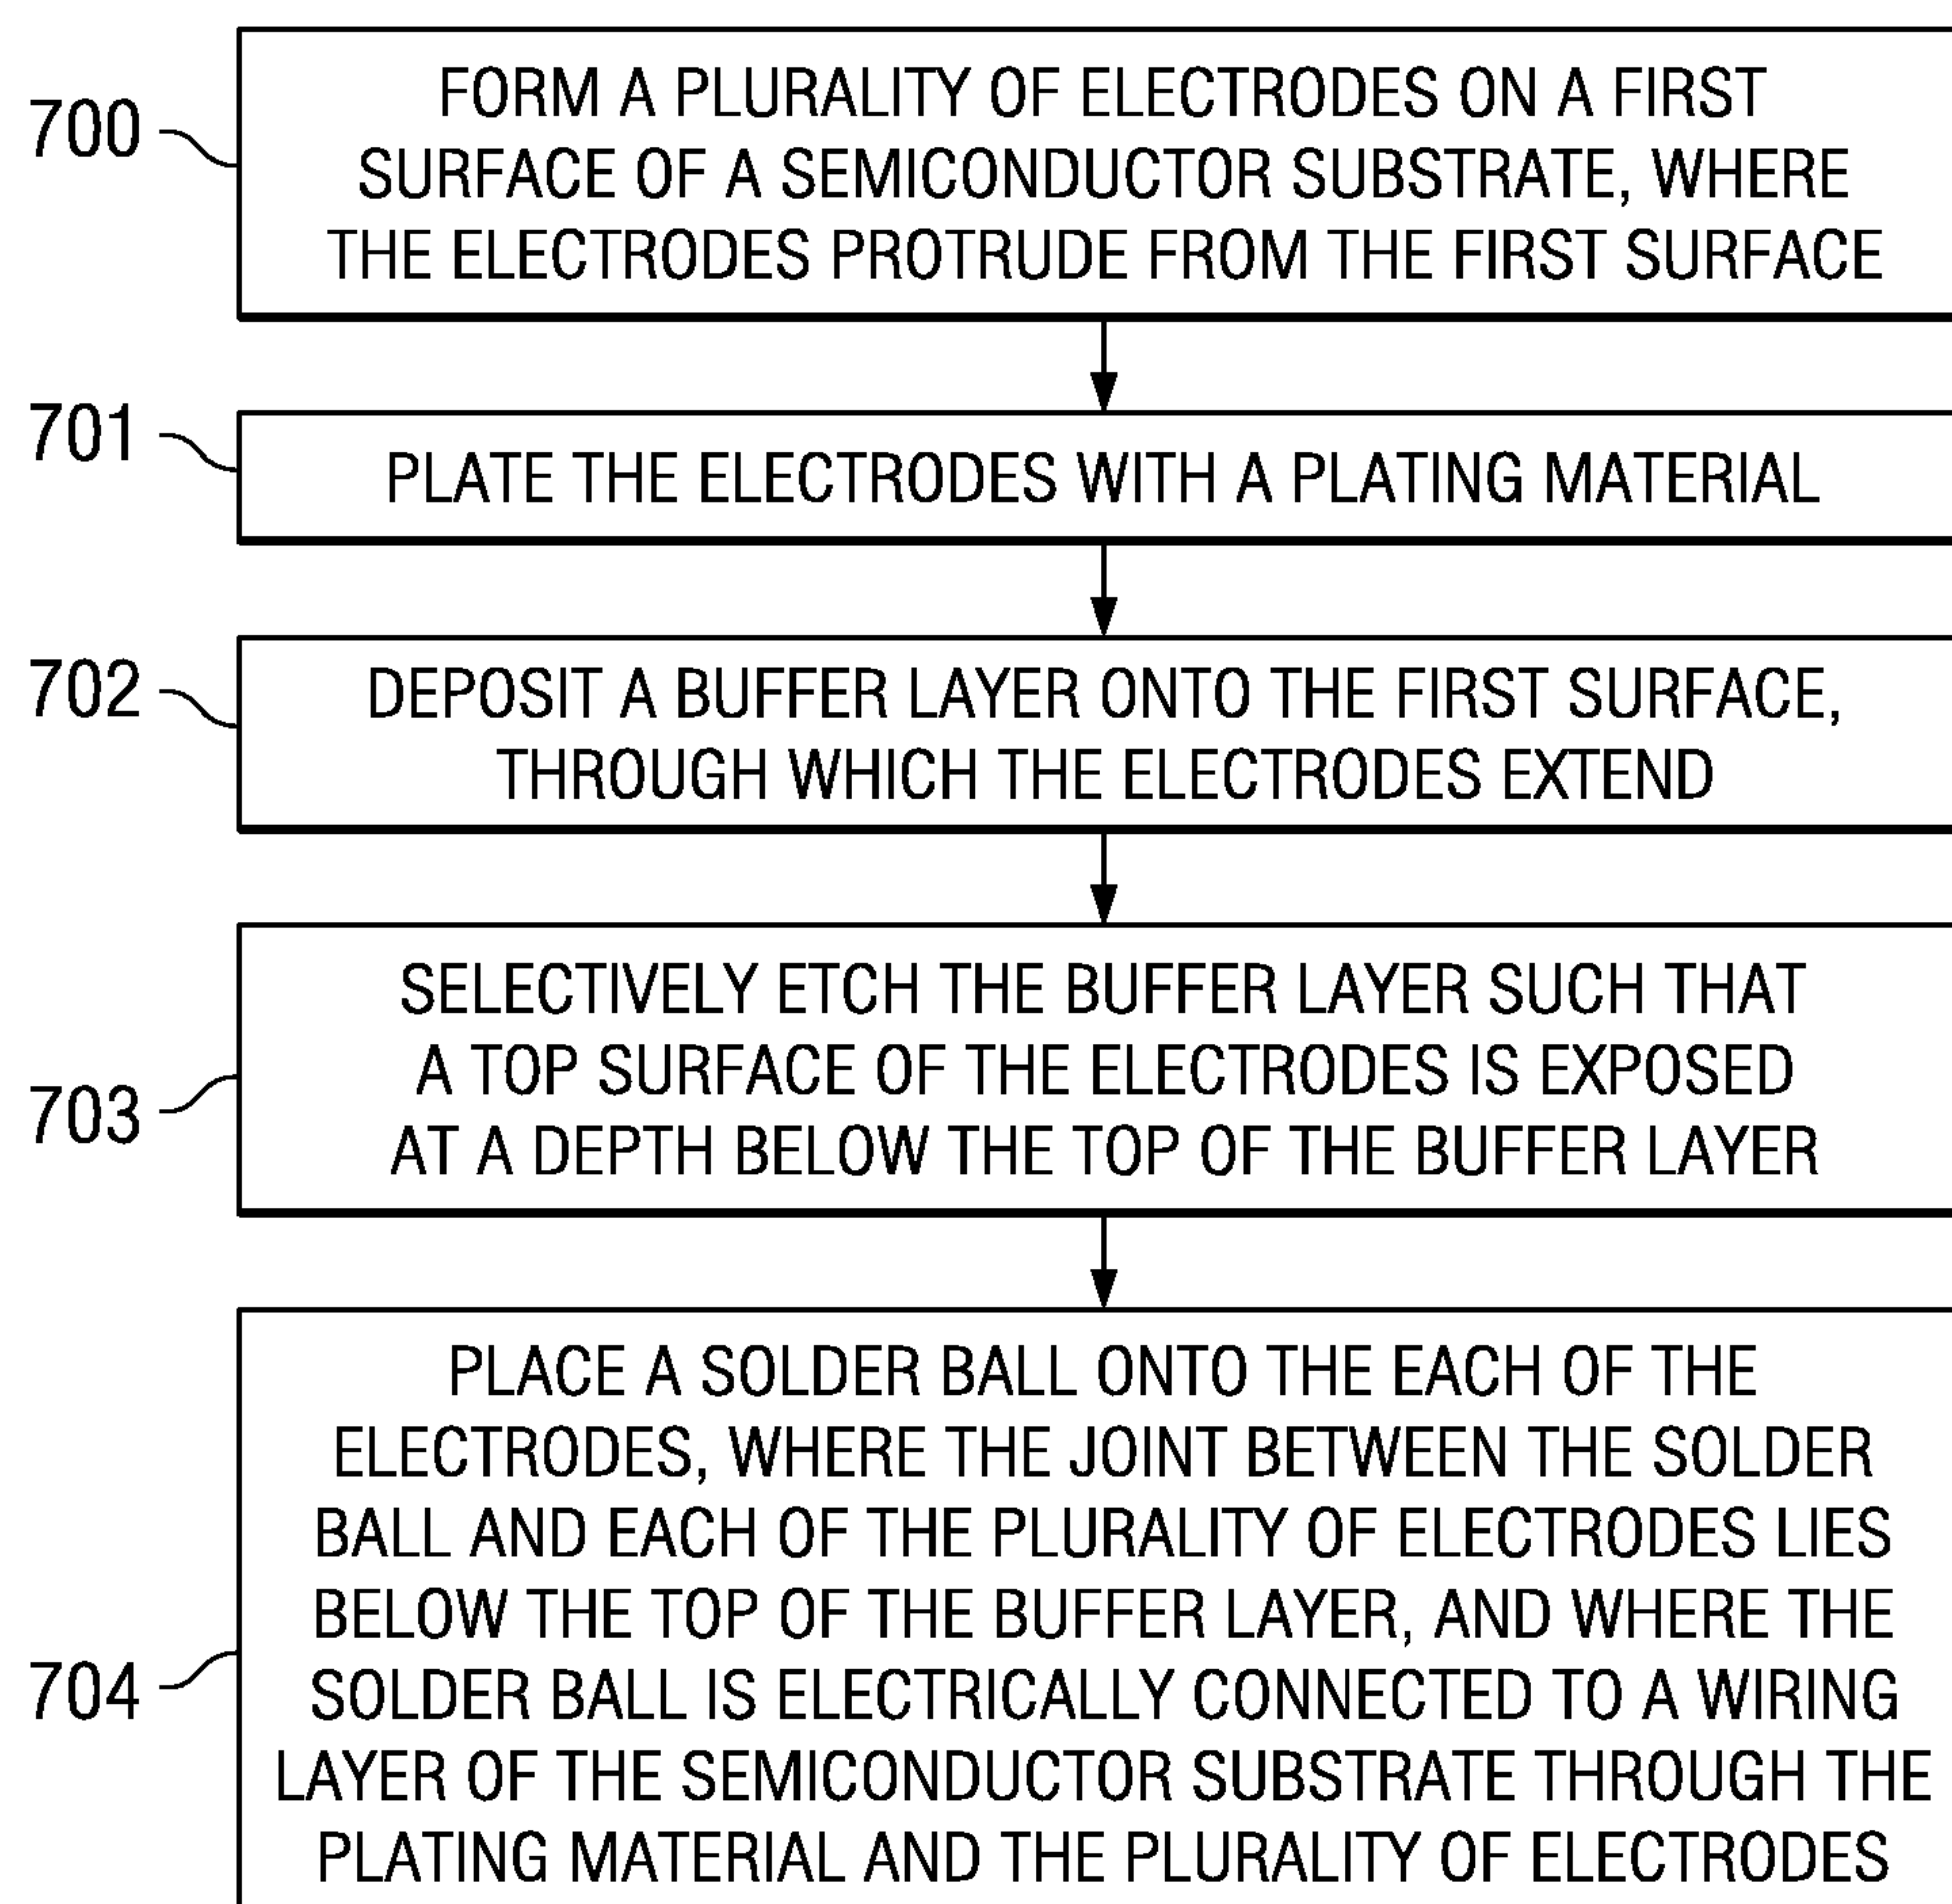 700
FORM A PLURALITY OF ELECTRODES ON A FIRST
SURFACE OF A SEMICONDUCTOR SUBSTRATE, WHERE
THE ELECTRODES PROTRUDE FROM THE FIRST SURFACE
701
PLATE THE ELECTRODES WITH A PLATING MATERIAL
702
DEPOSIT A BUFFER LAYER ONTO THE FIRST SURFACE,
THROUGH WHICH THE ELECTRODES EXTEND
703
SELECTIVELY ETCH THE BUFFER LAYER SUCH THAT
A TOP SURFACE OF THE ELECTRODES IS EXPOSED
AT A DEPTH BELOW THE TOP OF THE BUFFER LAYER
704
PLACE A SOLDER BALL ONTO THE EACH OF THE
ELECTRODES, WHERE THE JOINT BETWEEN THE SOLDER
BALL AND EACH OF THE PLURALITY OF ELECTRODES LIES
BELOW THE TOP OF THE BUFFER LAYER, AND WHERE THE
SOLDER BALL IS ELECTRICALLY CONNECTED TO A WIRING
LAYER OF THE SEMICONDUCTOR SUBSTRATE THROUGH THE
PLATING MATERIAL AND THE PLURALITY OF ELECTRODES